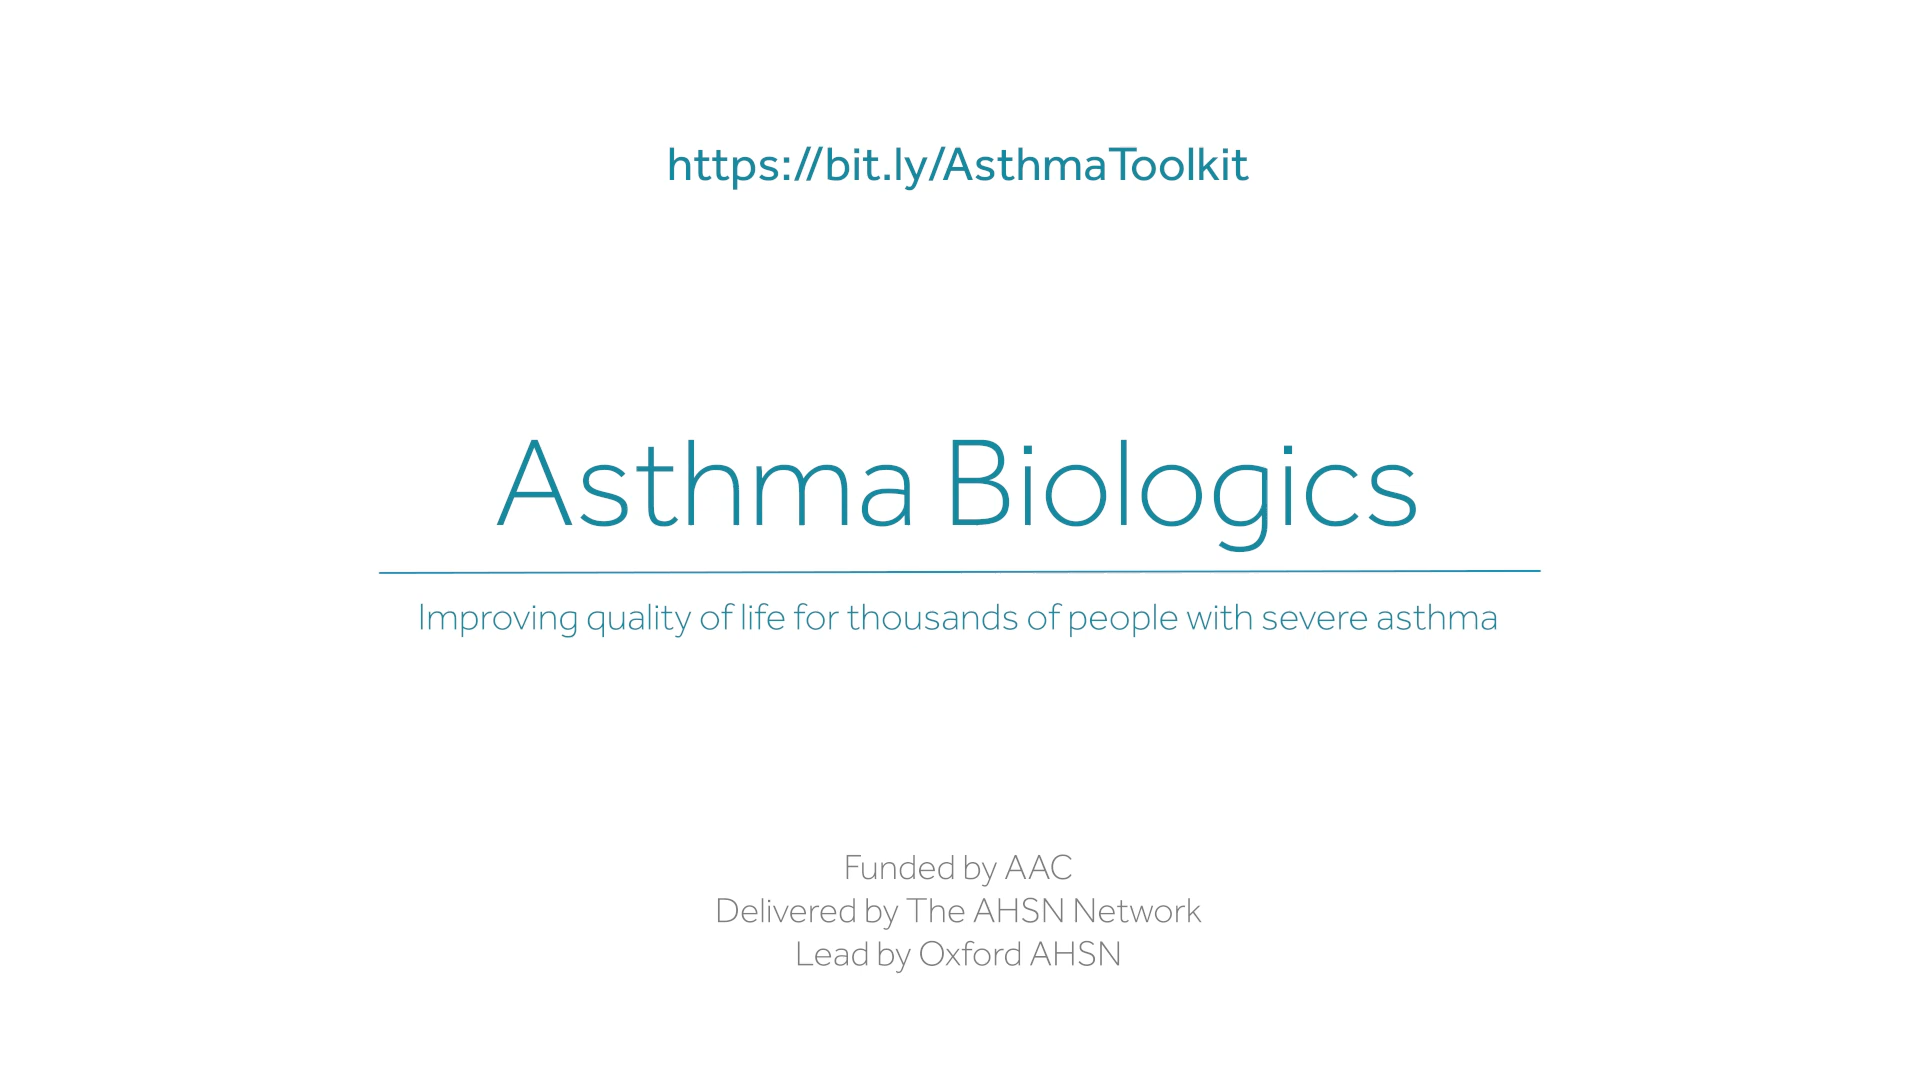 https://bit.ly/AsthmaToolkit
Asthma Biologics
Improving quality of life for thousands of people with severe asthma
Funded by AAC
Delivered by The AHSN Network
Lead by Oxford AHSN